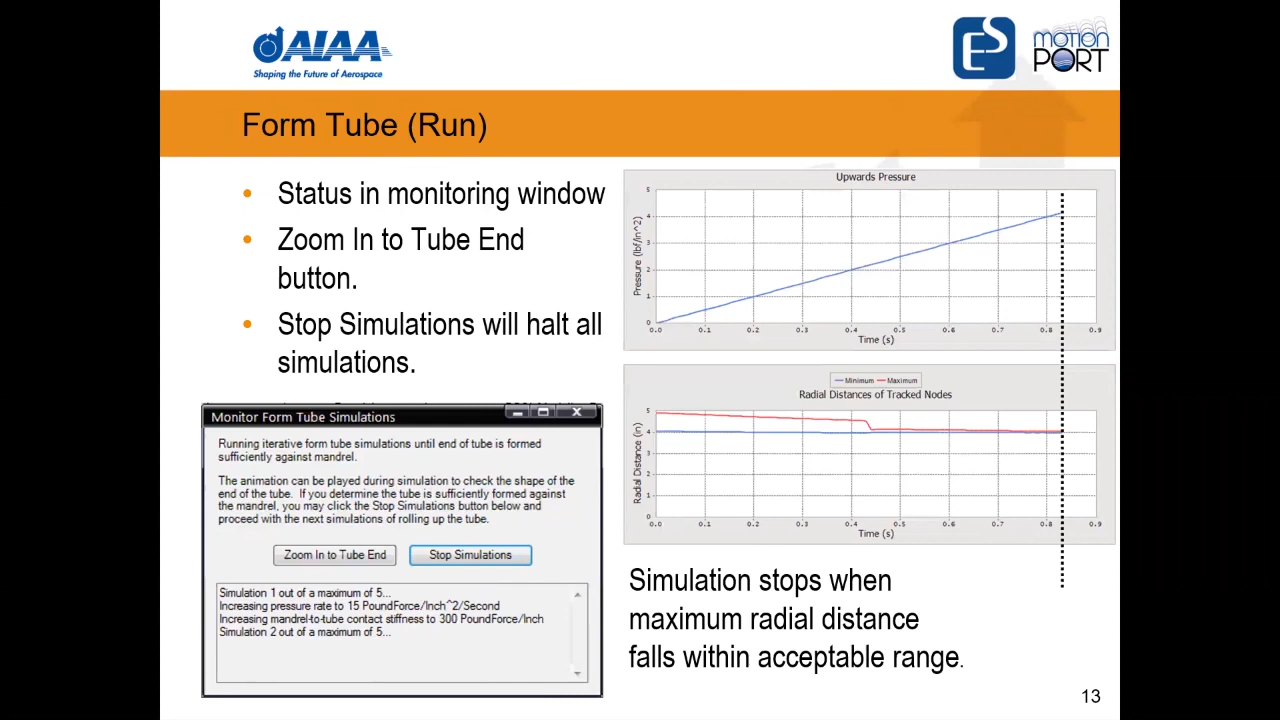 AIAA
Shaping the Future of Aerospace
ES
motion
PORT
Form Tube (Run)
• Status in monitoring window
• Zoom In to Tube End
button.
• Stop Simulations will halt all
simulations.
Upwards Pressure
Pressure (lbf/in^2)
5
4
3
2
1
0
0.0 0.1 0.2 0.3 0.4 0.5 0.6 0.7 0.8 0.9
Time (s)
Minimum Maximum
Radial Distances of Tracked Nodes
Radial Distance (in)
5
4
3
2
1
0
0.0 0.1 0.2 0.3 0.4 0.5 0.6 0.7 0.8 0.9
Time (s)
Monitor Form Tube Simulations
Running iterative form tube simulations until end of tube is formed
sufficiently against mandrel.
The animation can be played during simulation to check the shape of the
end of the tube. If you determine the tube is sufficiently formed against
the mandrel, you may click the Stop Simulations button below and
proceed with the next simulations of rolling up the tube.
Zoom In to Tube End
Stop Simulations
Simulation 1 out of a maximum of 5...
Increasing pressure rate to 15 PoundForce/Inch^2/Second
Increasing mandrel-to-tube contact stiffness to 300 PoundForce/Inch
Simulation 2 out of a maximum of 5...
Simulation stops when
maximum radial distance
falls within acceptable range.
13